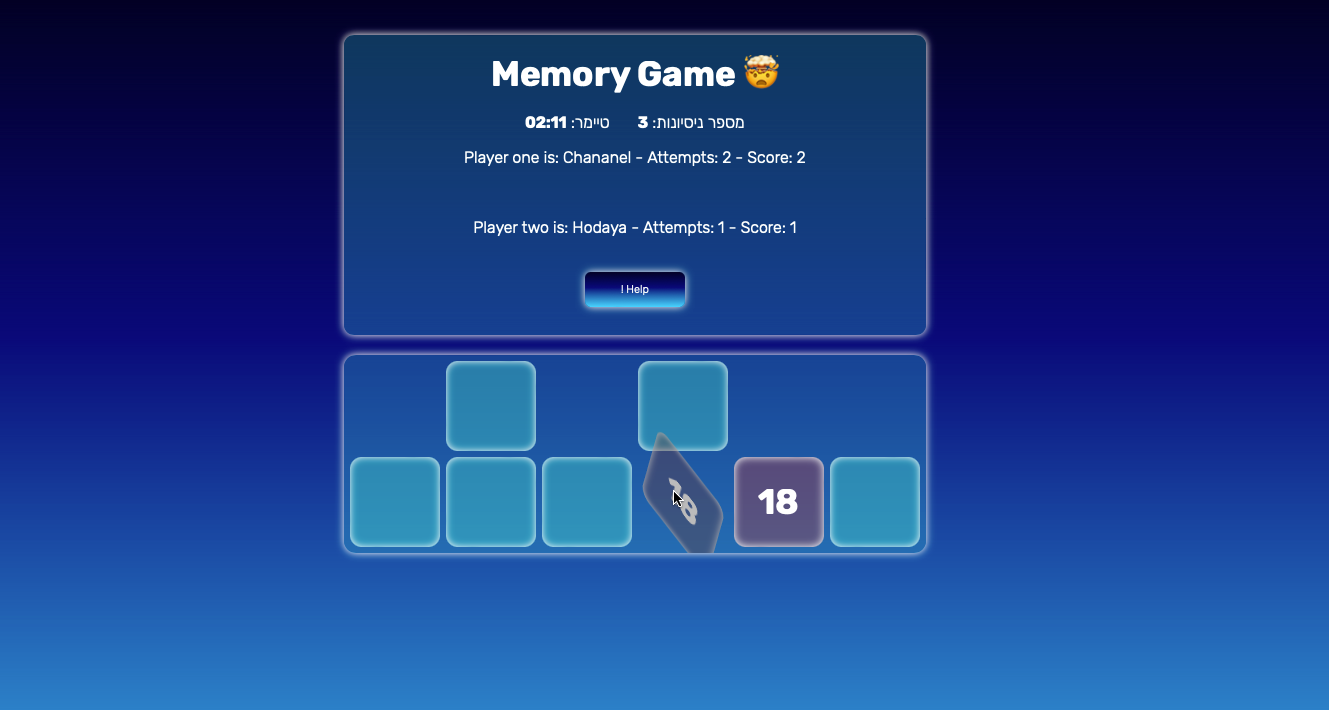 Memory Game 🤯
מספר ניסיונות: 3 טיימר: 02:11
Player one is: Chananel - Attempts: 2 - Score: 2
Player two is: Hodaya - Attempts: 1 - Score: 1
! Help
18
18